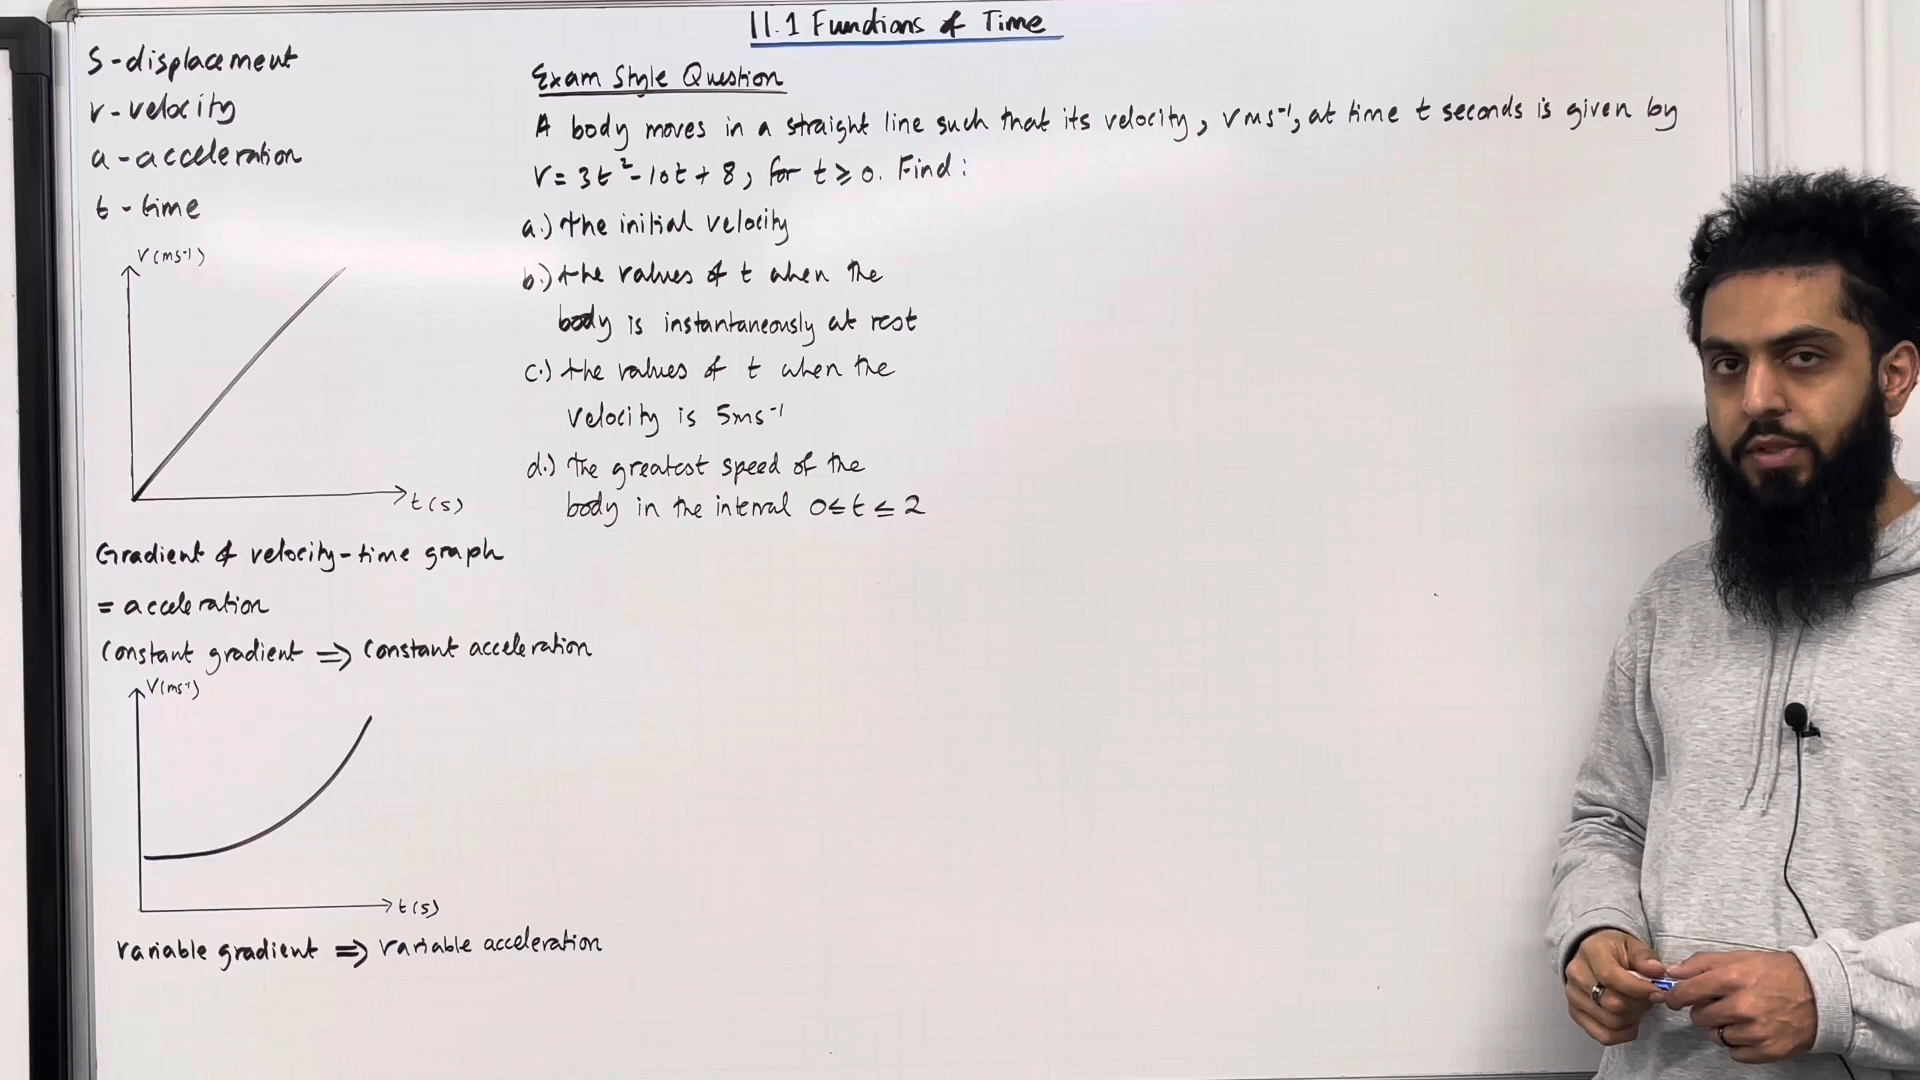 11.1 Functions of Time
s - displacement
v - velocity
a - acceleration
t - time
v(ms⁻¹)
t(s)
Gradient of velocity-time graph
= acceleration
Constant gradient ⇒ constant acceleration
v(ms⁻¹)
t(s)
variable gradient ⇒ variable acceleration
Exam Style Question
A body moves in a straight line such that its velocity, v ms⁻¹, at time t seconds is given by
v = 3t² - 10t + 8, for t ⩾ 0. Find:
a.) the initial velocity
b.) the values of t when the
body is instantaneously at rest
c.) the values of t when the
velocity is 5ms⁻¹
d.) the greatest speed of the
body in the interval 0 ≤ t ≤ 2